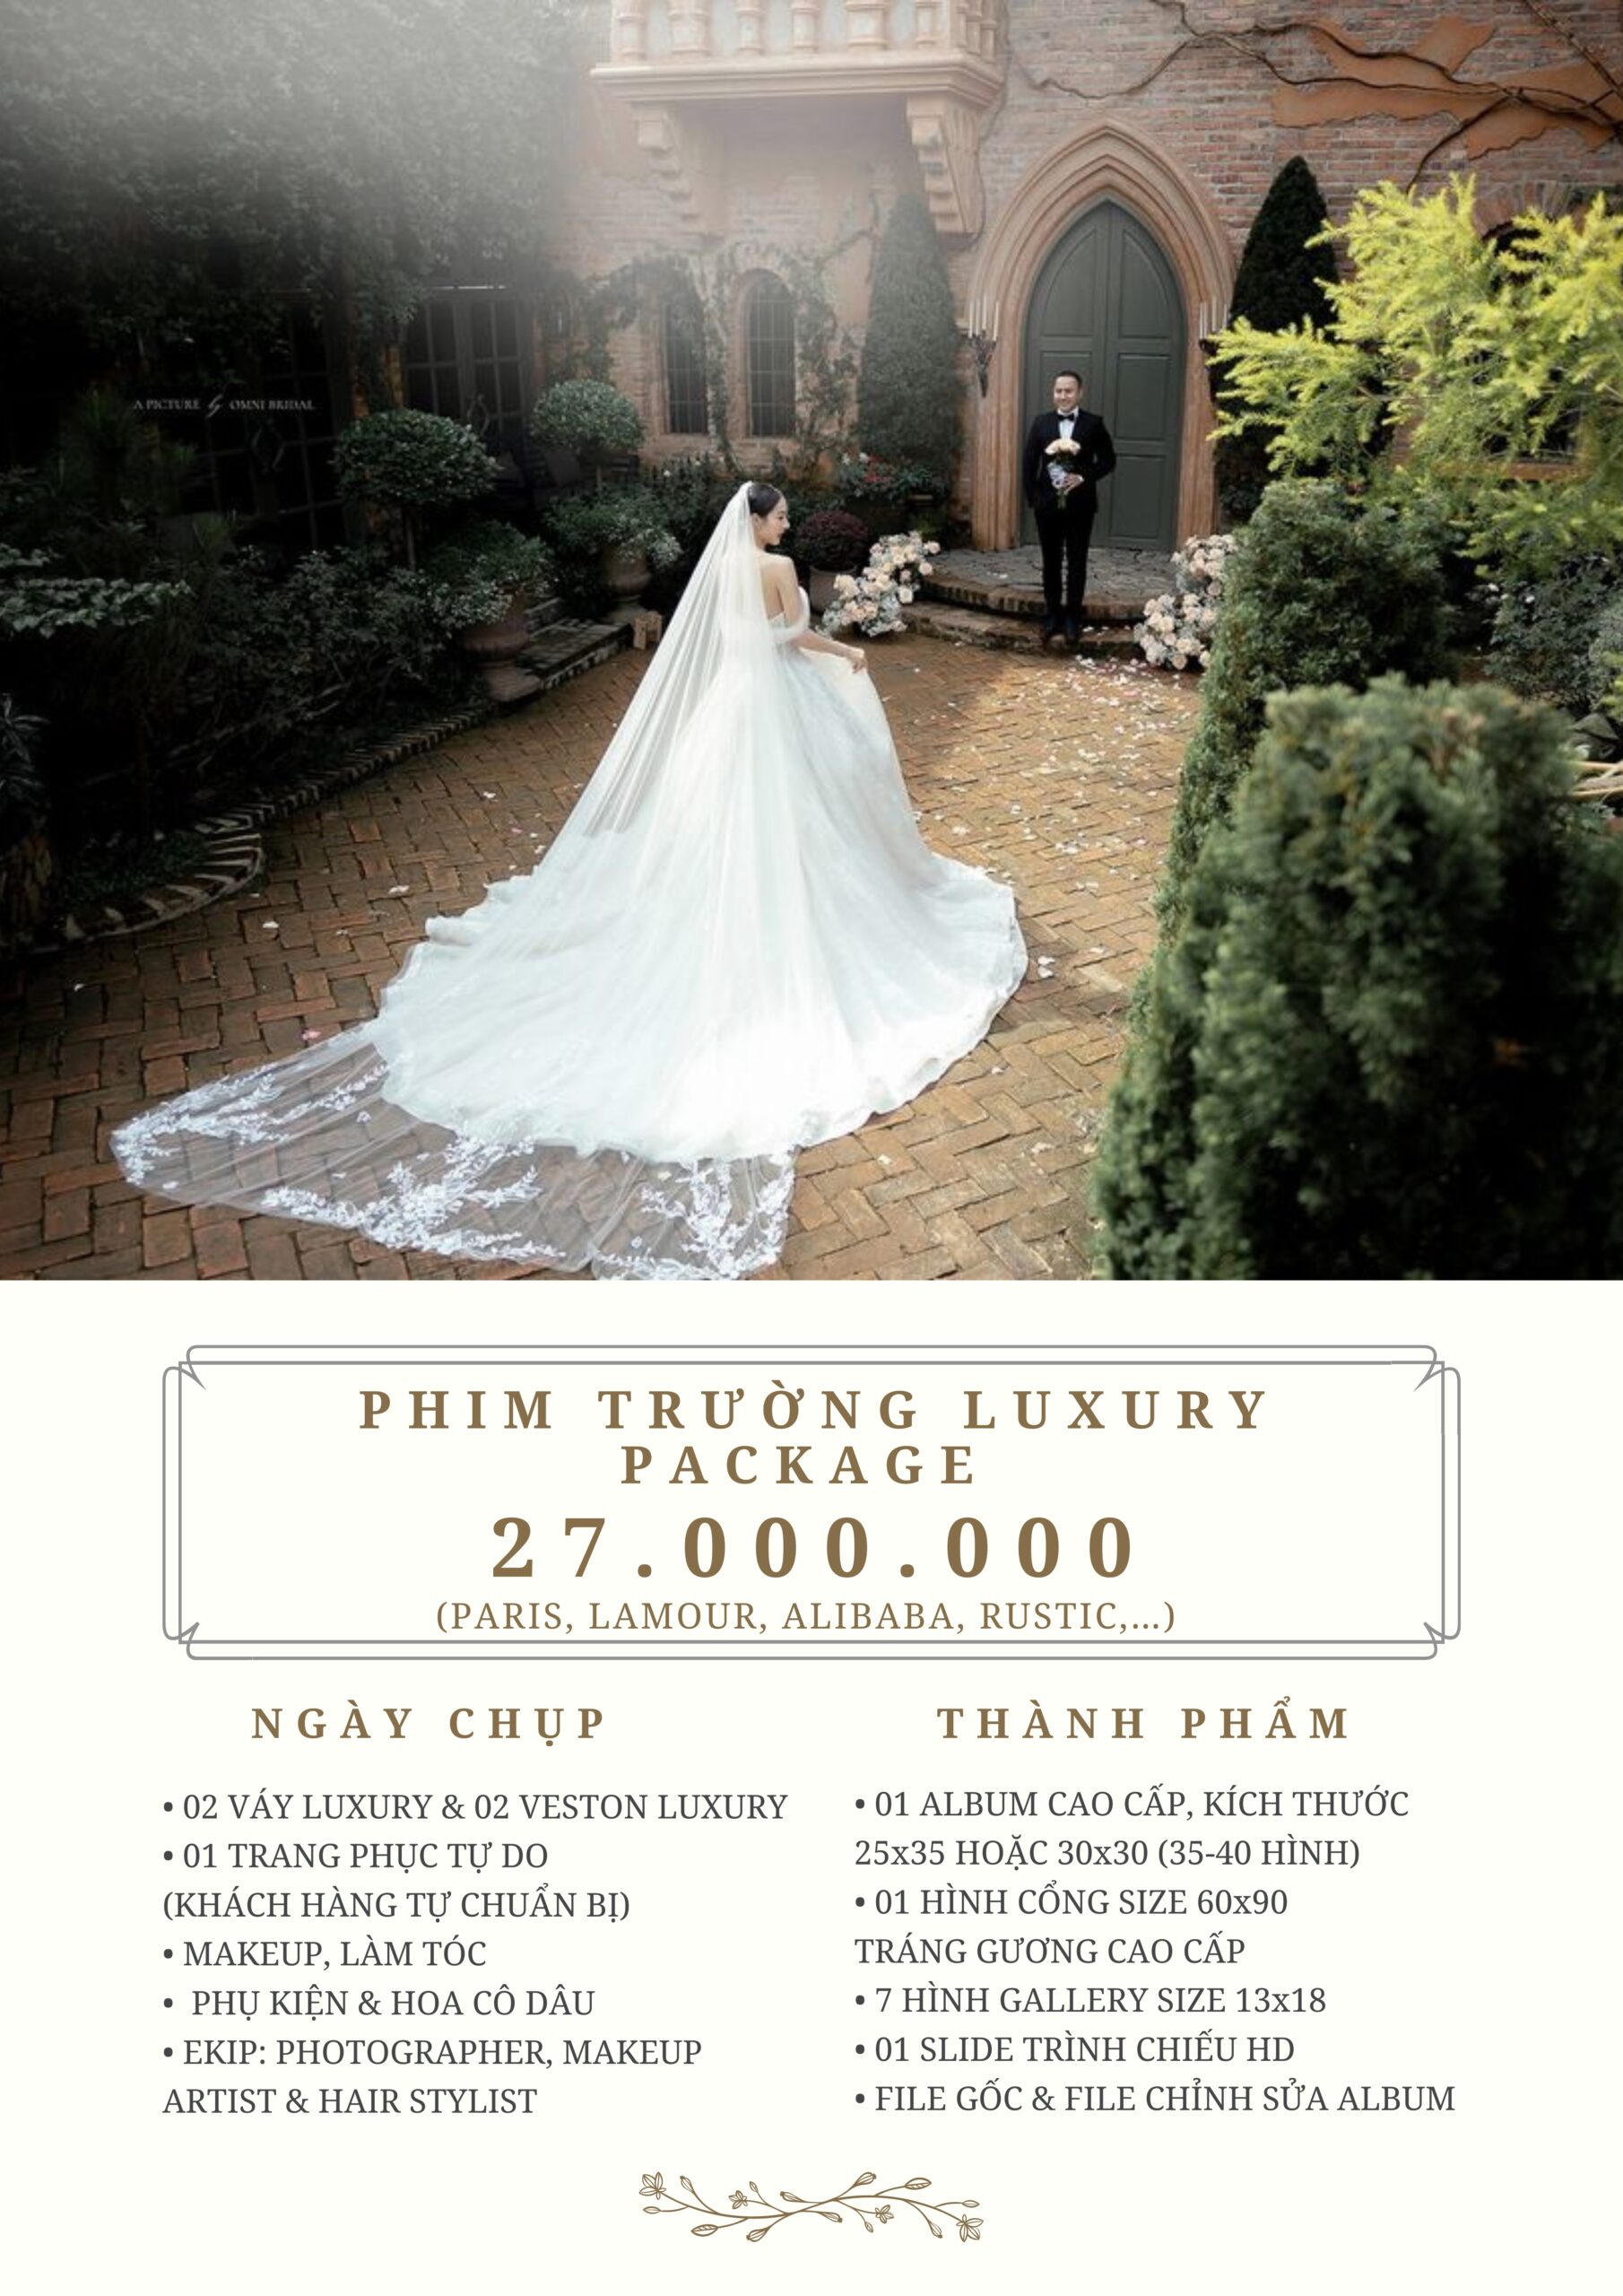 A PICTURE by OMNI BRIDAL
PHIM TRƯỜNG LUXURY
PACKAGE
27.000.000
(PARIS, LAMOUR, ALIBABA, RUSTIC,...)
NGÀY CHỤP
• 02 VÁY LUXURY & 02 VESTON LUXURY
• 01 TRANG PHỤC TỰ DO
(KHÁCH HÀNG TỰ CHUẨN BỊ)
• MAKEUP, LÀM TÓC
• PHỤ KIỆN & HOA CÔ DÂU
• EKIP: PHOTOGRAPHER, MAKEUP
ARTIST & HAIR STYLIST
THÀNH PHẨM
• 01 ALBUM CAO CẤP, KÍCH THƯỚC
25x35 HOẶC 30x30 (35-40 HÌNH)
• 01 HÌNH CỔNG SIZE 60x90
TRÁNG GƯƠNG CAO CẤP
• 7 HÌNH GALLERY SIZE 13x18
• 01 SLIDE TRÌNH CHIẾU HD
• FILE GỐC & FILE CHỈNH SỬA ALBUM